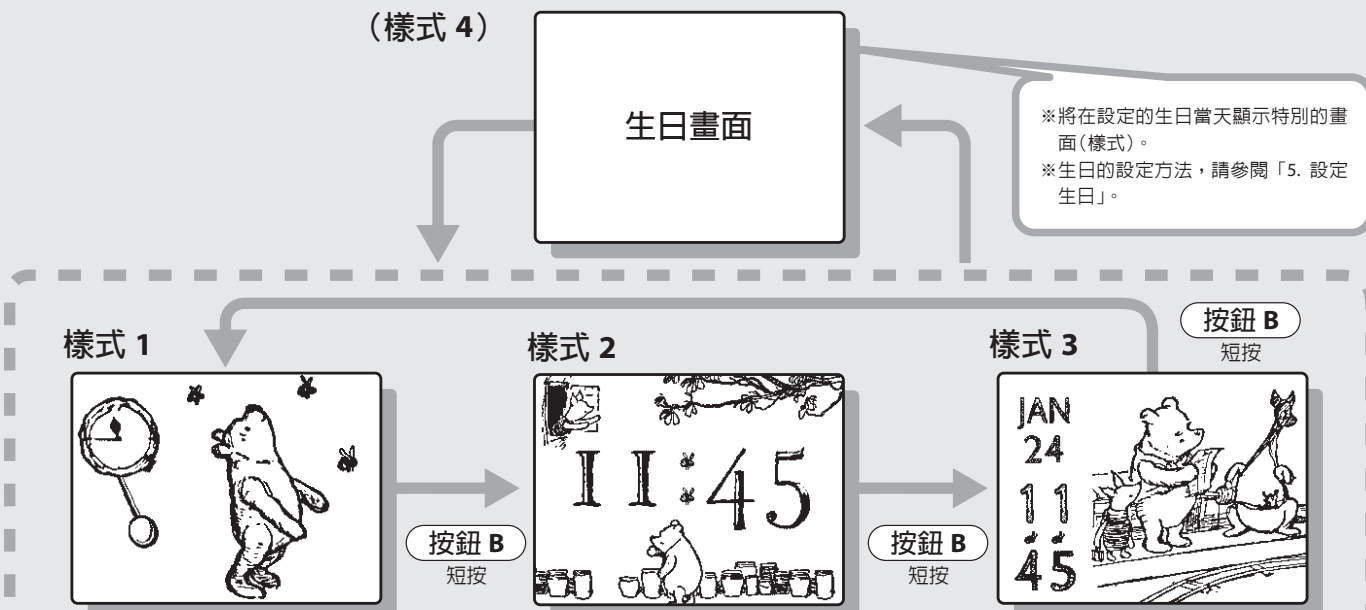 （樣式 4）
生日畫面
※將在設定的生日當天顯示特別的畫
面（樣式）。
※生日的設定方法，請參閱「5. 設定
生日」。
樣式 1
樣式 2
樣式 3
按鈕 B
短按
11:45
JAN
24
11
45
按鈕 B
短按
按鈕 B
短按